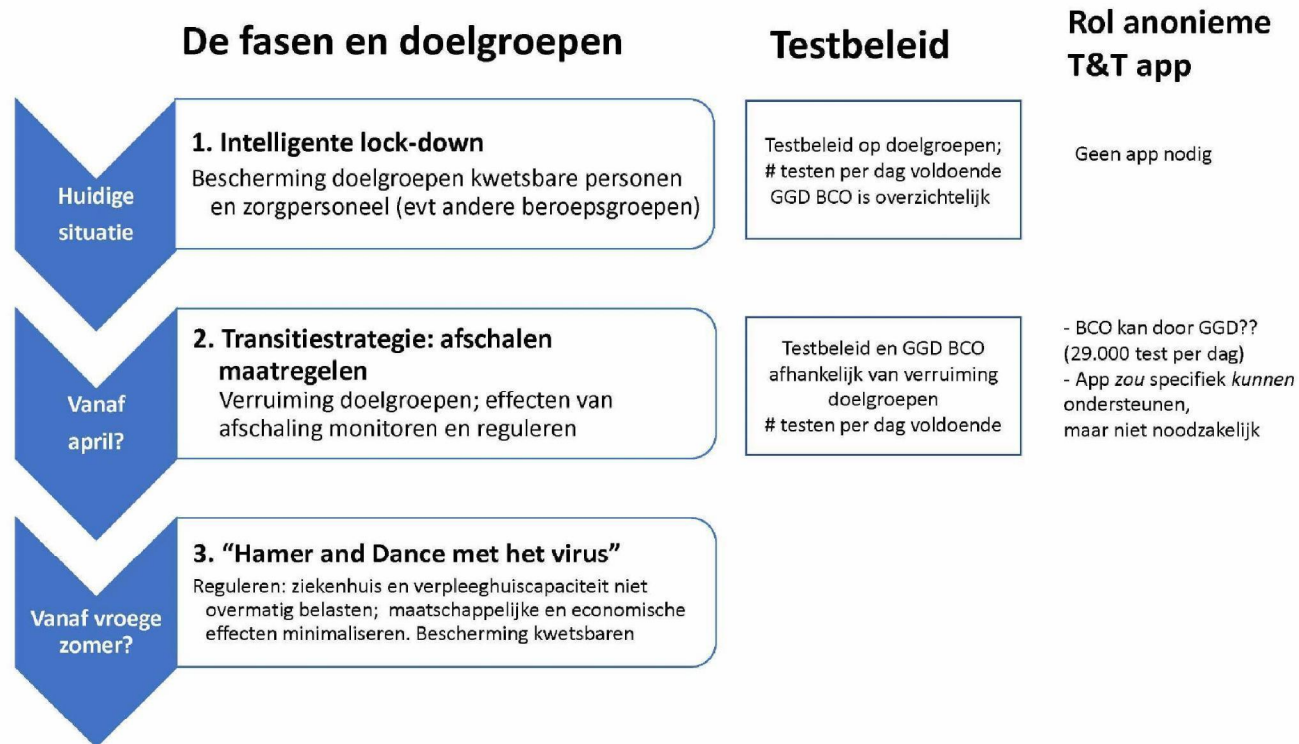 De fasen en doelgroepen
Testbeleid
Rol anonieme
T&T app
Huidige
situatie
1. Intelligente lock-down
Bescherming doelgroepen kwetsbare personen
en zorgpersoneel (evt andere beroepsgroepen)
Testbeleid op doelgroepen;
# testen per dag voldoende
GGD BCO is overzichtelijk
Geen app nodig
Vanaf
april?
2. Transitiestrategie: afschalen
maatregelen
Verruiming doelgroepen; effecten van
afschaling monitoren en reguleren
Testbeleid en GGD BCO
afhankelijk van verruiming
doelgroepen
# testen per dag voldoende
- BCO kan door GGD??
(29.000 test per dag)
- App zou specifiek kunnen
ondersteunen,
maar niet noodzakelijk
Vanaf vroege
zomer?
3. “Hamer and Dance met het virus”
Reguleren: ziekenhuis en verpleeghuiscapaciteit niet
overmatig belasten; maatschappelijke en economische
effecten minimaliseren. Bescherming kwetsbaren